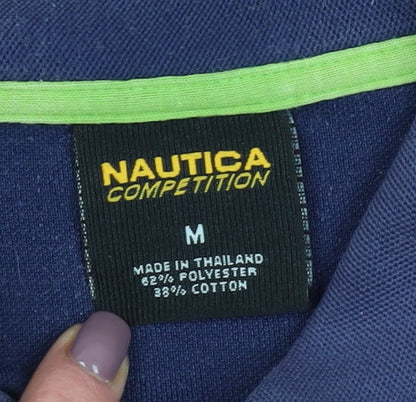 NAUTICA
COMPETITION
M
MADE IN THAILAND
62% POLYESTER
38% COTTON